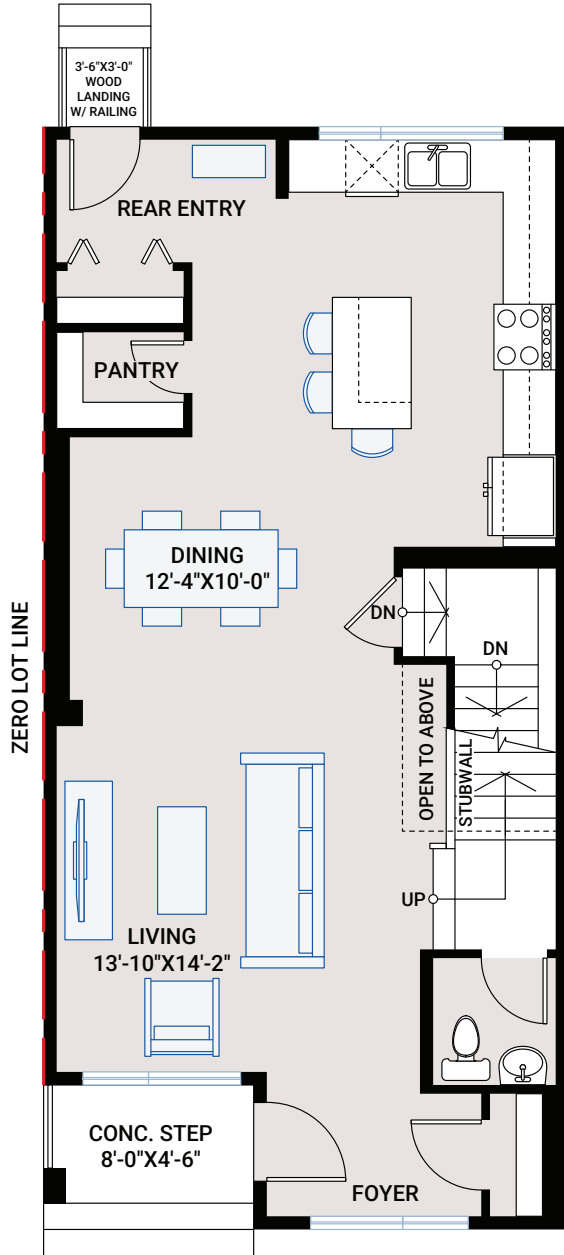 3'-6"X3'-0"
WOOD
LANDING
W/ RAILING
REAR ENTRY
PANTRY
DINING
12'-4"X10'-0"
DN
DN
ZERO LOT LINE
OPEN TO ABOVE
STUBWALL
UP
LIVING
13'-10"X14'-2"
CONC. STEP
8'-0"X4'-6"
FOYER